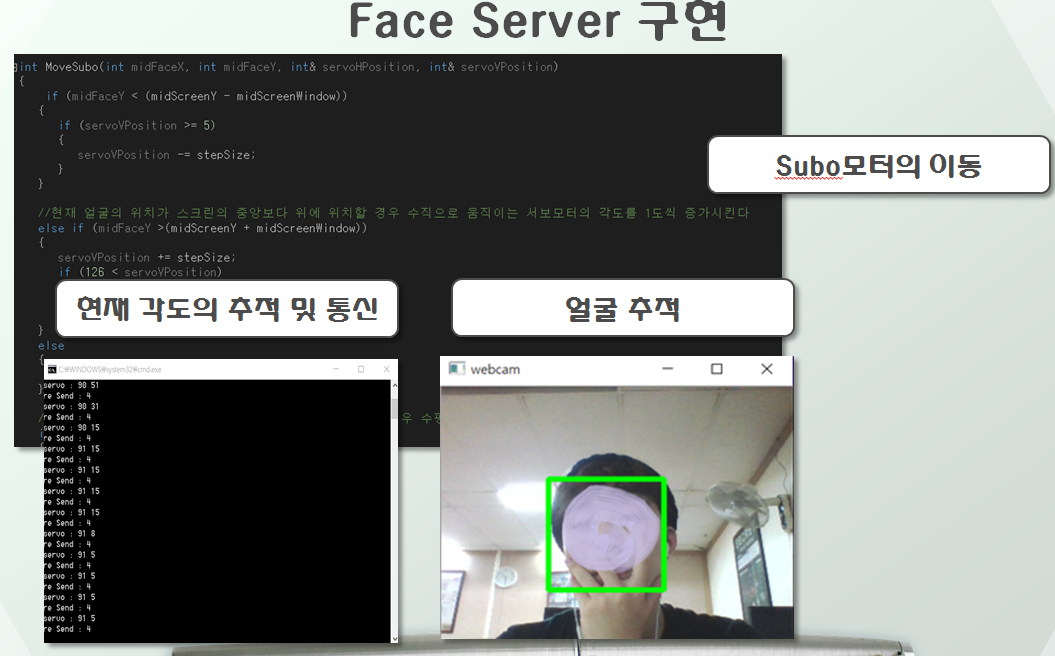 Face Server 구현
int MoveSubo(int midFaceX, int midFaceY, int& servoHPosition, int& servoVPosition)
{
if (midFaceY < (midScreenY - midScreenWindow))
{
if (servoVPosition >= 5)
{
servoVPosition -= stepSize;
}
}
//현재 얼굴의 위치가 스크린의 중앙보다 위에 위치할 경우 수직으로 움직이는 서보모터의 각도를 1도씩 증가시킨다
else if (midFaceY >(midScreenY + midScreenWindow))
{
servoVPosition += stepSize;
if (126 < servoVPosition)
}
else
{
}
Subo모터의 이동
현재 각도의 추적 및 통신
얼굴 추적
C:₩WINDOWS₩system32₩cmd.exe
servo : 90 51
re Send : 4
servo : 90 31
re Send : 4
servo : 90 15
re Send : 4
servo : 91 15
re Send : 4
servo : 91 15
re Send : 4
servo : 91 15
re Send : 4
servo : 91 15
re Send : 4
servo : 91 8
re Send : 4
servo : 91 5
re Send : 4
servo : 91 5
re Send : 4
servo : 91 5
re Send : 4
servo : 91 5
re Send : 4
webcam